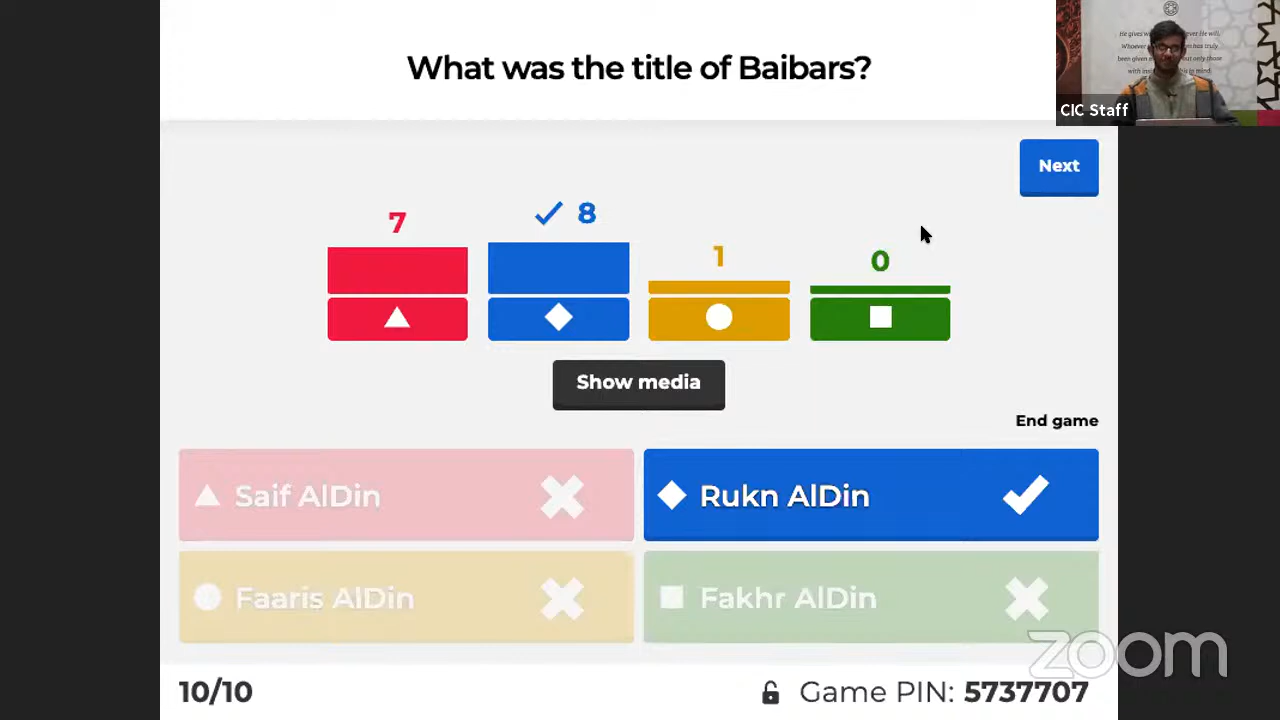 What was the title of Baibars?
CIC Staff
Next
7
8
1
0
Show media
End game
Saif AlDin
Rukn AlDin
Faaris AlDin
Fakhr AlDin
zoom
10/10
Game PIN: 5737707